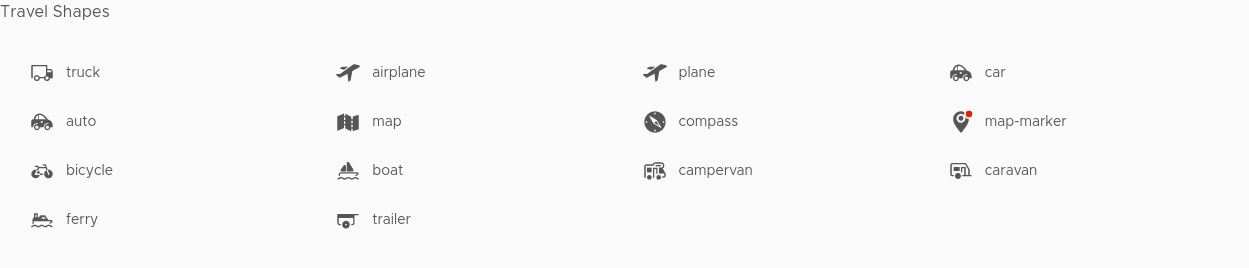 Travel Shapes
truck airplane plane car
auto map compass map-marker
bicycle boat campervan caravan
ferry trailer